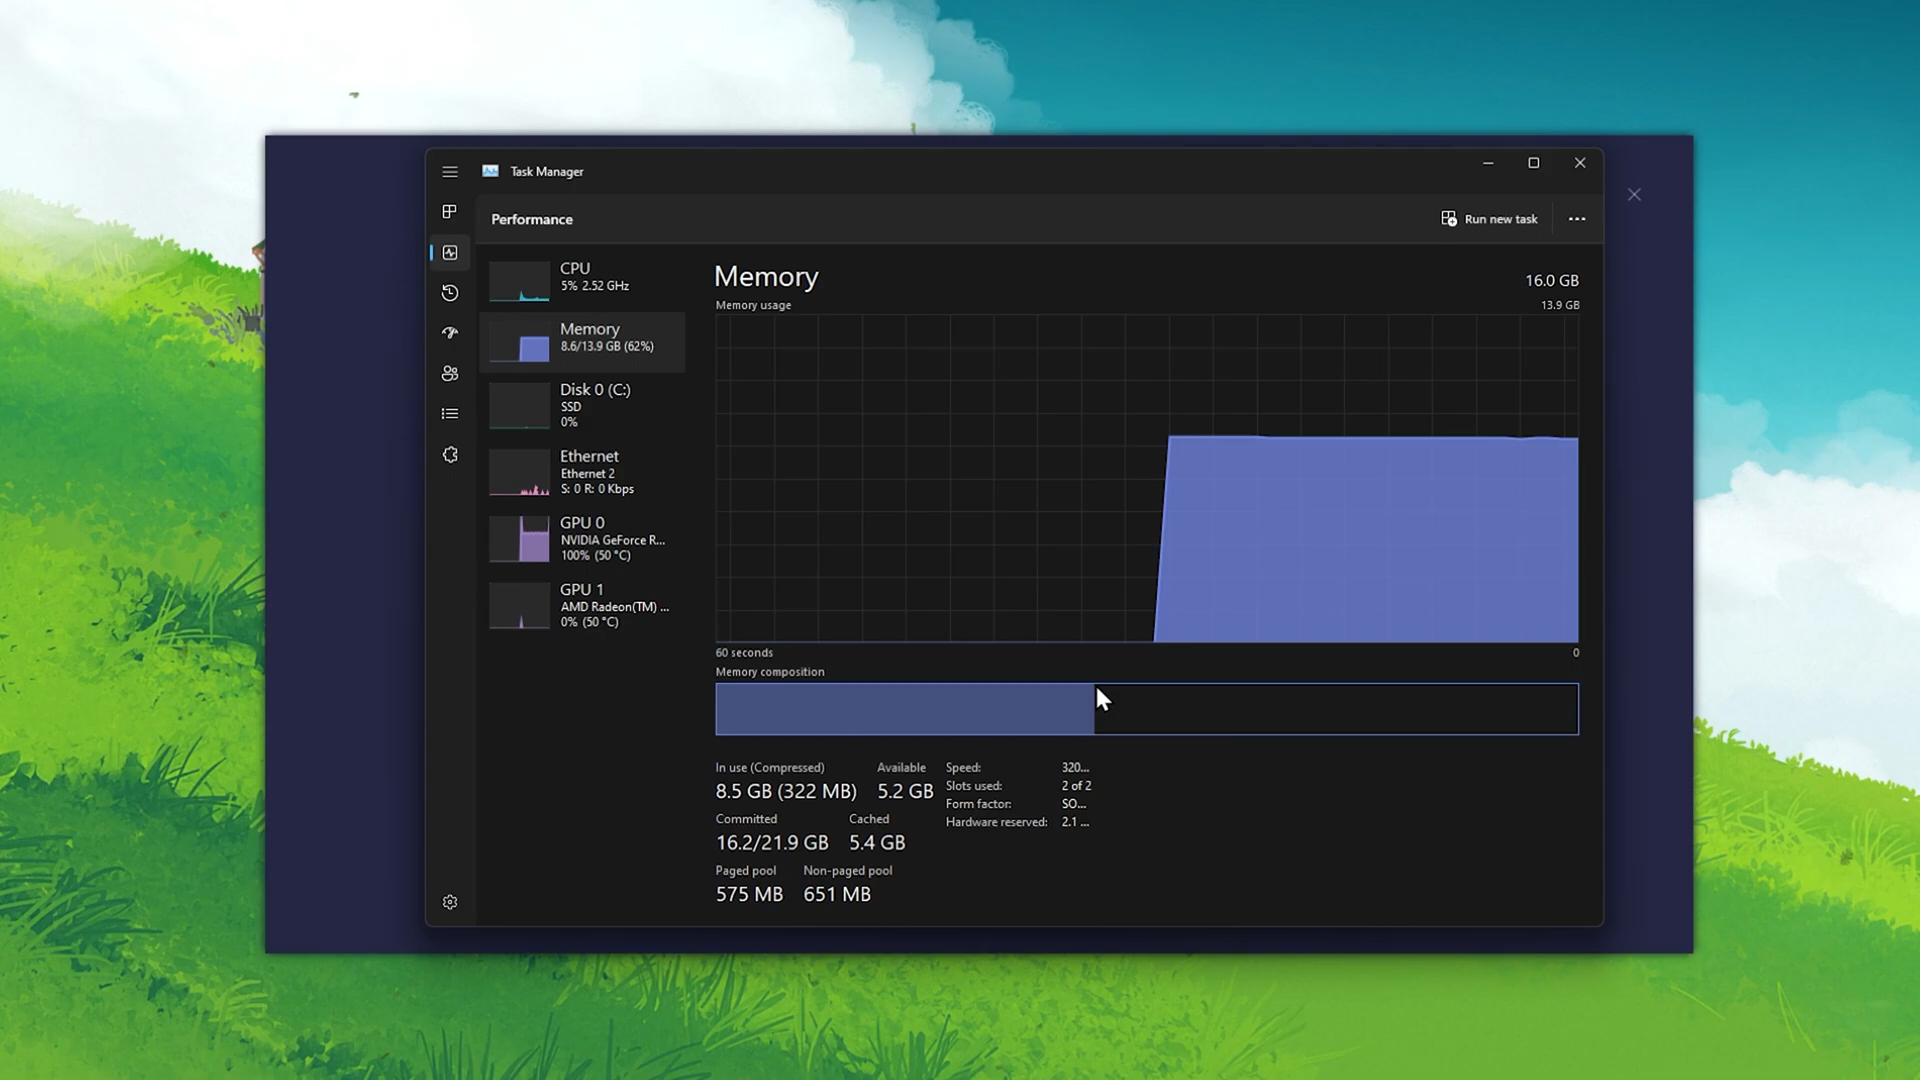 Task Manager
Performance
Run new task
CPU
5% 2.52 GHz
Memory
8.6/13.9 GB (62%)
Disk 0 (C:)
SSD
0%
Ethernet
Ethernet 2
S: 0 R: 0 Kbps
GPU 0
NVIDIA GeForce R...
100% (50 °C)
GPU 1
AMD Radeon(TM) ...
0% (50 °C)
Memory 16.0 GB
Memory usage 13.9 GB
60 seconds 0
Memory composition
In use (Compressed) Available
8.5 GB (322 MB) 5.2 GB
Committed Cached
16.2/21.9 GB 5.4 GB
Paged pool Non-paged pool
575 MB 651 MB
Speed: 320...
Slots used: 2 of 2
Form factor: SO...
Hardware reserved: 2.1 ...